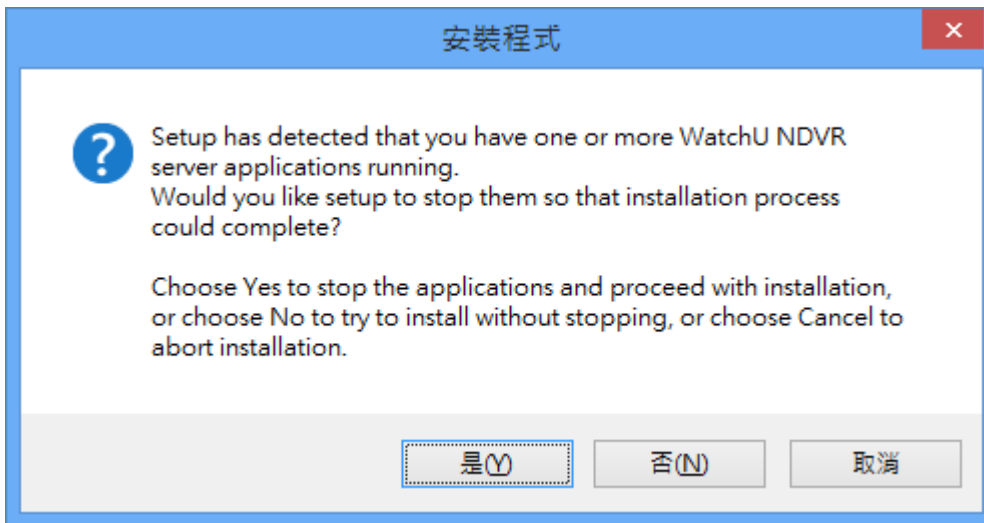 安裝程式
Setup has detected that you have one or more WatchU NDVR
server applications running.
Would you like setup to stop them so that installation process
could complete?
Choose Yes to stop the applications and proceed with installation,
or choose No to try to install without stopping, or choose Cancel to
abort installation.
是(Y) 否(N) 取消